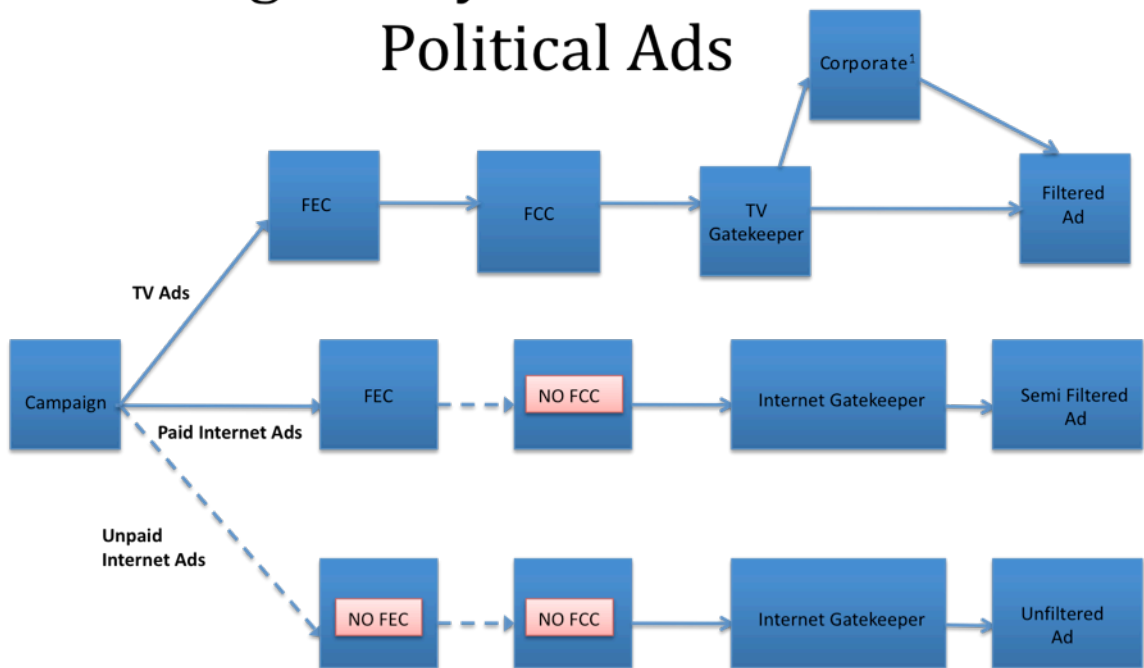 Political Ads
Corporate1
FEC
FCC
TV
Gatekeeper
Filtered
Ad
TV Ads
Campaign
FEC
NO FCC
Internet Gatekeeper
Semi Filtered
Ad
Paid Internet Ads
Unpaid
Internet Ads
NO FEC
NO FCC
Internet Gatekeeper
Unfiltered
Ad